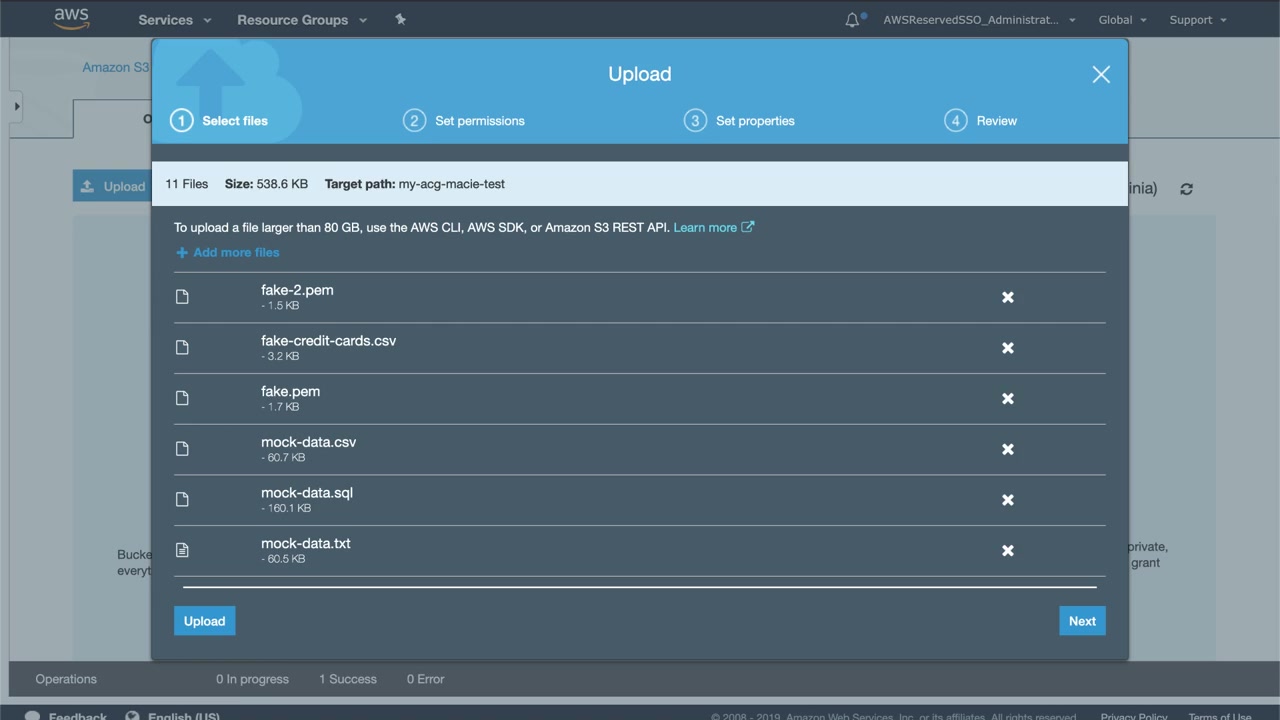 aws
Services
Resource Groups
AWSReservedSSO_Administrat...
Global
Support
Amazon S3
Upload
1 Select files
2 Set permissions
3 Set properties
4 Review
Upload
11 Files Size: 538.6 KB Target path: my-acg-macie-test
inia)
To upload a file larger than 80 GB, use the AWS CLI, AWS SDK, or Amazon S3 REST API. Learn more
Add more files
fake-2.pem
- 1.5 KB
fake-credit-cards.csv
- 3.2 KB
fake.pem
- 1.7 KB
mock-data.csv
- 60.7 KB
mock-data.sql
- 160.1 KB
mock-data.txt
- 60.5 KB
Bucke
everyt
private,
grant
Upload
Next
Operations
0 In progress
1 Success
0 Error
Feedback
English (US)
© 2008 - 2019, Amazon Web Services, Inc. or its affiliates. All rights reserved.
Privacy Policy
Terms of Use